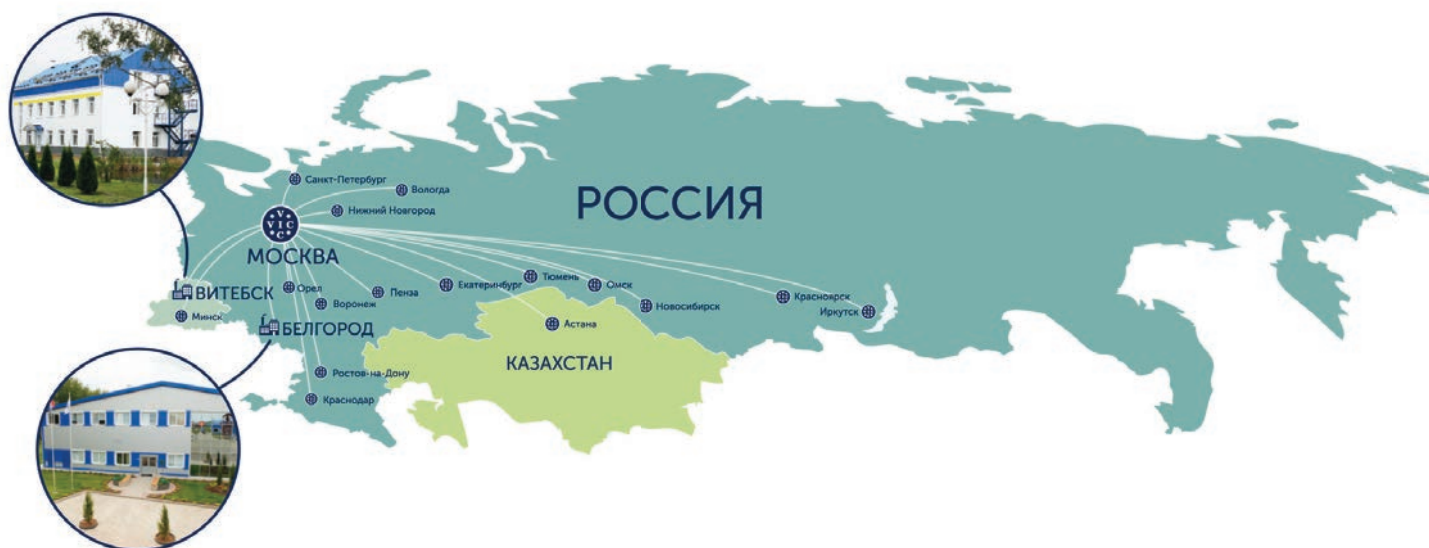 Санкт-Петербург
Вологда
Нижний Новгород
РОССИЯ
V
VIC
C
МОСКВА
ВИТЕБСК
Орел
Воронеж
Пенза
Екатеринбург
Тюмень
Омск
Новосибирск
Красноярск
Иркутск
Минск
БЕЛГОРОД
Астана
КАЗАХСТАН
Ростов-на-Дону
Краснодар